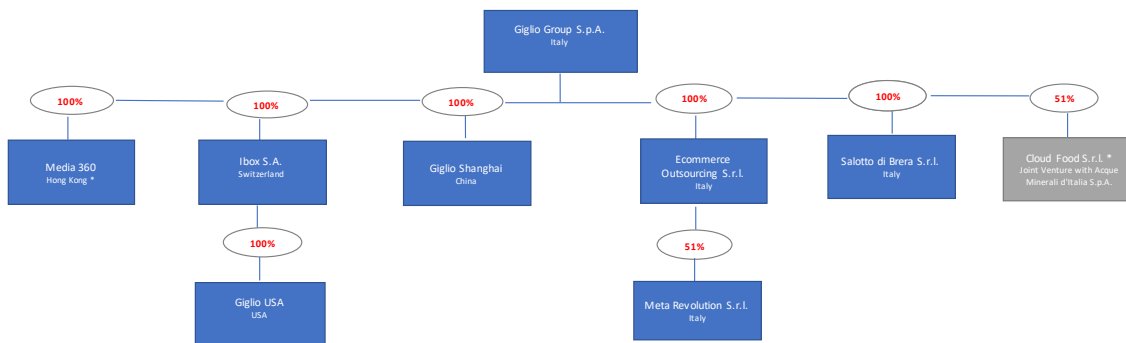 Giglio Group S.p.A.
Italy
100%
100%
100%
100%
100%
51%
Media 360
Hong Kong *
Ibox S.A.
Switzerland
Giglio Shanghai
China
Ecommerce
Outsourcing S.r.l.
Italy
Salotto di Brera S.r.l.
Italy
Cloud Food S.r.l. *
Joint Venture with Acque
Minerali d'Italia S.p.A.
100%
51%
Giglio USA
USA
Meta Revolution S.r.l.
Italy